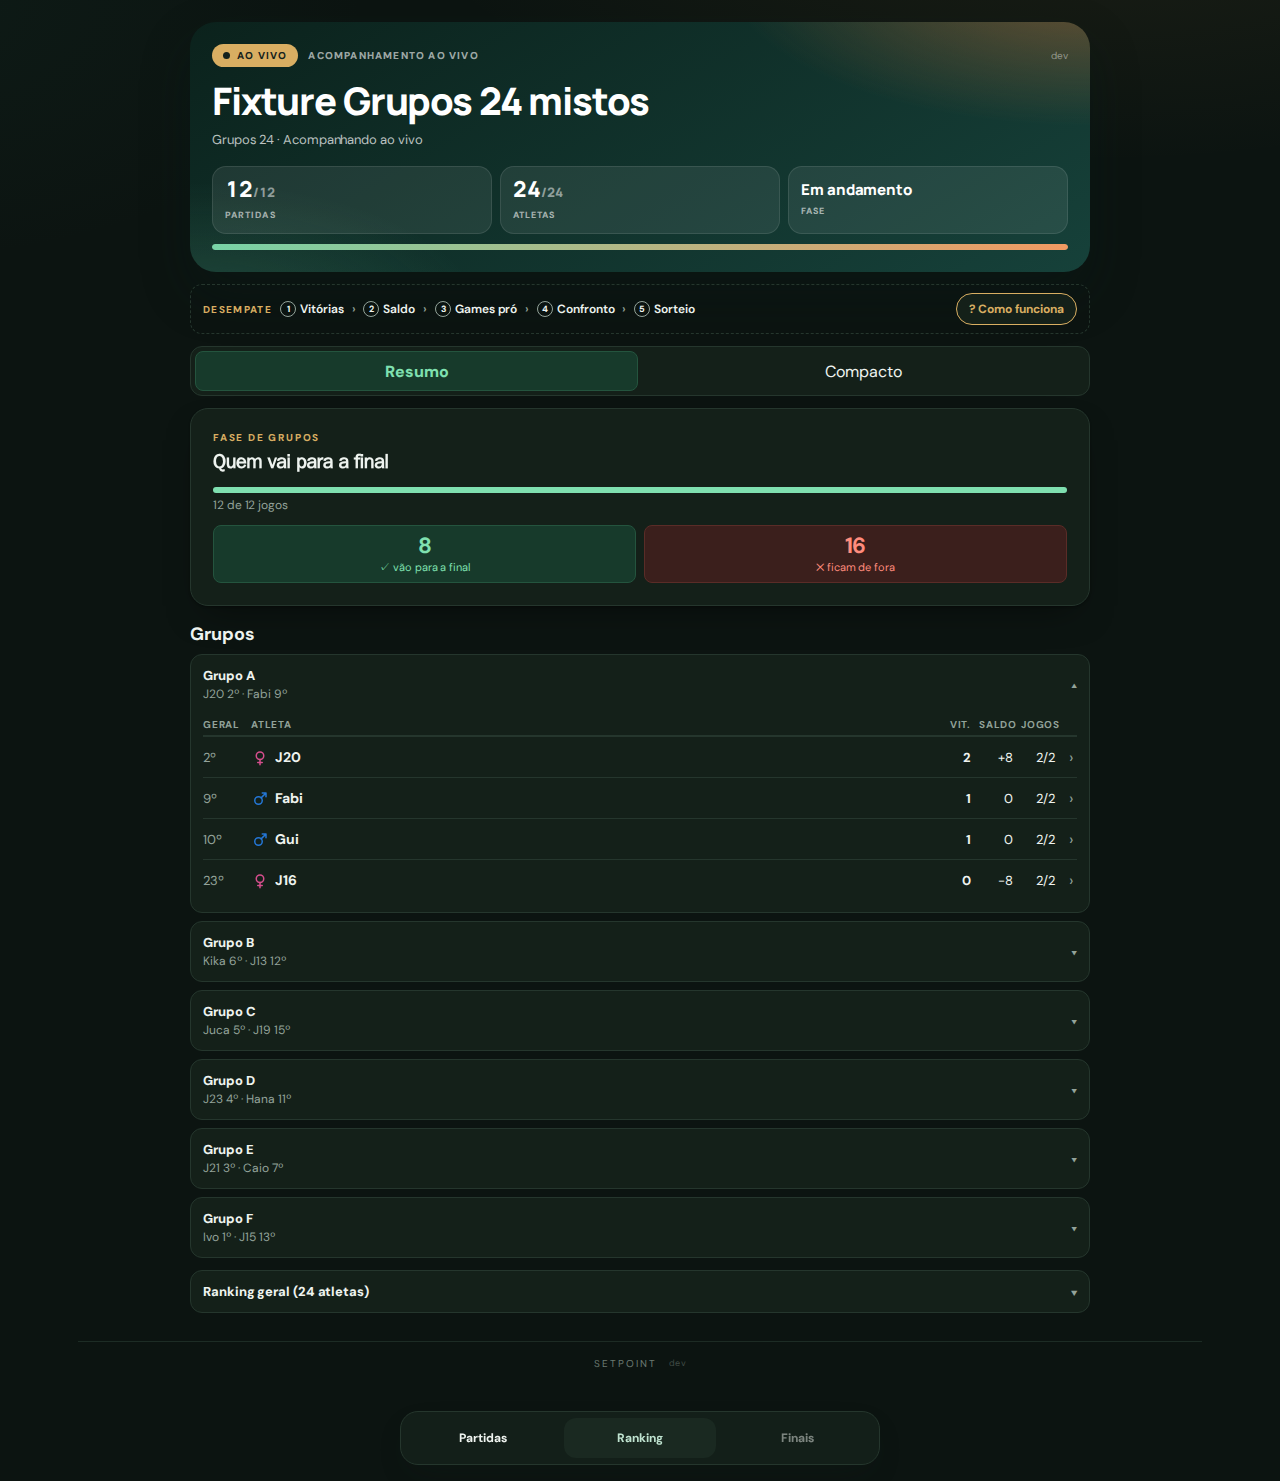 AO VIVO ACOMPANHAMENTO AO VIVO dev
Fixture Grupos 24 mistos
Grupos 24 · Acompanhando ao vivo
12/12 24/24 Em andamento
PARTIDAS ATLETAS FASE
DESEMPATE 1 Vitórias › 2 Saldo › 3 Games pró › 4 Confronto › 5 Sorteio ? Como funciona
Resumo Compacto
FASE DE GRUPOS
Quem vai para a final
12 de 12 jogos
8 16
✓ vão para a final ✕ ficam de fora
Grupos
Grupo A
J20 2º · Fabi 9º ▴
GERAL ATLETA VIT. SALDO JOGOS
2º ♀ J20 2 +8 2/2 ›
9º ♂ Fabi 1 0 2/2 ›
10º ♂ Gui 1 0 2/2 ›
23º ♀ J16 0 -8 2/2 ›
Grupo B
Kika 6º · J13 12º ▾
Grupo C
Juca 5º · J19 15º ▾
Grupo D
J23 4º · Hana 11º ▾
Grupo E
J21 3º · Caio 7º ▾
Grupo F
Ivo 1º · J15 13º ▾
Ranking geral (24 atletas) ▾
SETPOINT dev
Partidas Ranking Finais